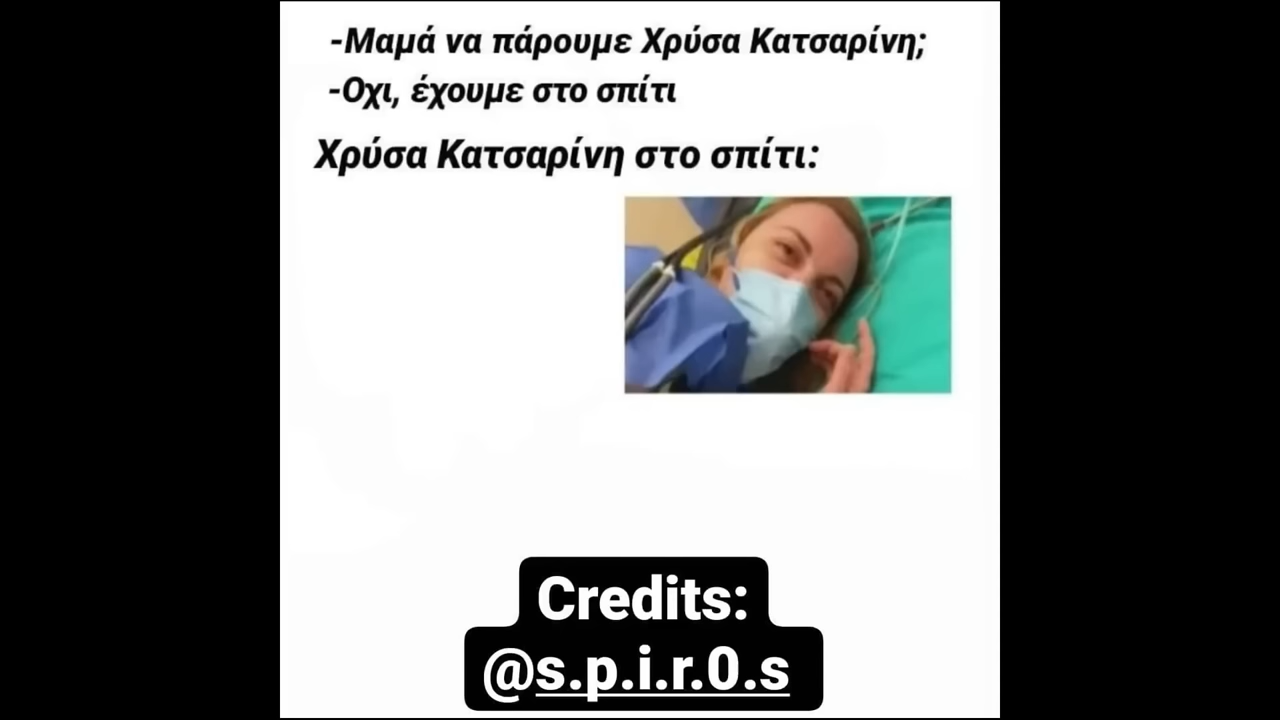 -Μαμά να πάρουμε Χρύσα Κατσαρίνη;
-Οχι, έχουμε στο σπίτι
Χρύσα Κατσαρίνη στο σπίτι:
Credits:
@s.p.i.r.0.s